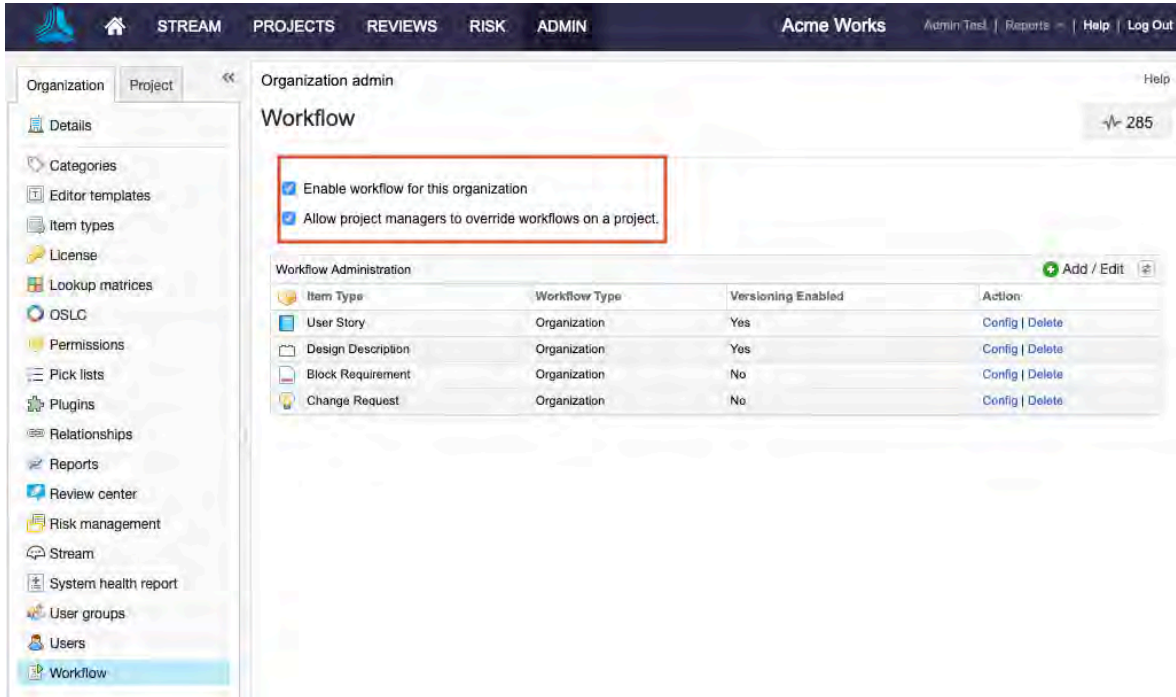 STREAM PROJECTS REVIEWS RISK ADMIN Acme Works Admin Test | Reports | Help | Log Out
Organization Project «
Organization admin Help
Details
Workflow 285
Categories
Enable workflow for this organization
Editor templates
Allow project managers to override workflows on a project.
Item types
License
Workflow Administration Add / Edit
Lookup matrices
Item Type Workflow Type Versioning Enabled Action
OSLC
User Story Organization Yes Config | Delete
Permissions
Design Description Organization Yes Config | Delete
Pick lists
Block Requirement Organization No Config | Delete
Plugins
Change Request Organization No Config | Delete
Relationships
Reports
Review center
Risk management
Stream
System health report
User groups
Users
Workflow